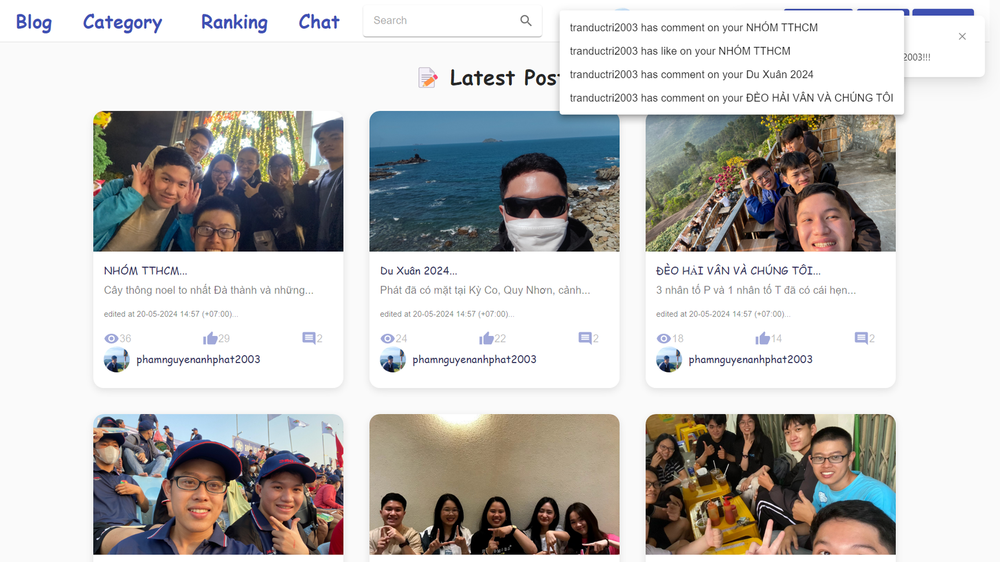 Blog Category Ranking Chat Search
tranductri2003 has comment on your NHÓM TTHCM
tranductri2003 has like on your NHÓM TTHCM
2003!!!
tranductri2003 has comment on your Du Xuân 2024
tranductri2003 has comment on your ĐÈO HẢI VÂN VÀ CHÚNG TÔI
Latest Pos
NHÓM TTHCM...
Cây thông noel to nhất Đà thành và những...
edited at 20-05-2024 14:57 (+07:00)...
36 29 2
phamnguyenanhphat2003
Du Xuân 2024...
Phát đã có mặt tại Kỳ Co, Quy Nhơn, cảnh...
edited at 20-05-2024 14:57 (+07:00)...
24 22 2
phamnguyenanhphat2003
ĐÈO HẢI VÂN VÀ CHÚNG TÔI...
3 nhân tố P và 1 nhân tố T đã có cái hẹn...
edited at 20-05-2024 14:57 (+07:00)...
18 14 2
phamnguyenanhphat2003